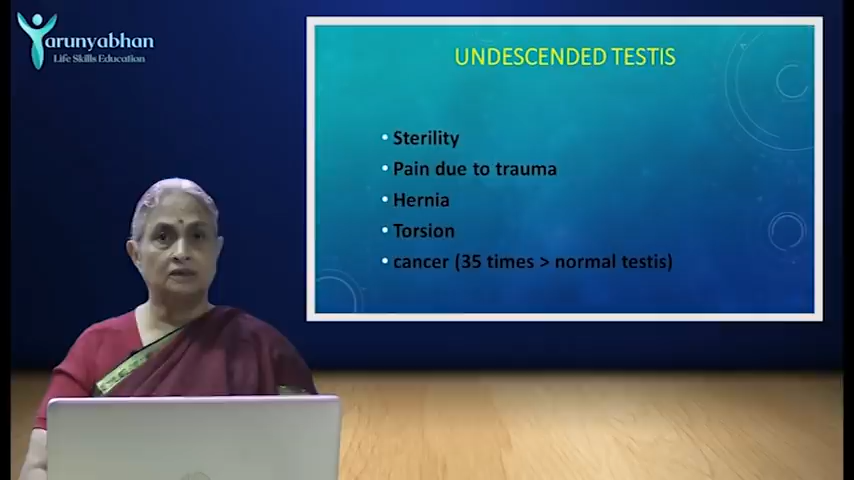 arunyabhan
Life Skills Education
UNDESCENDED TESTIS
• Sterility
• Pain due to trauma
• Hernia
• Torsion
• cancer (35 times > normal testis)